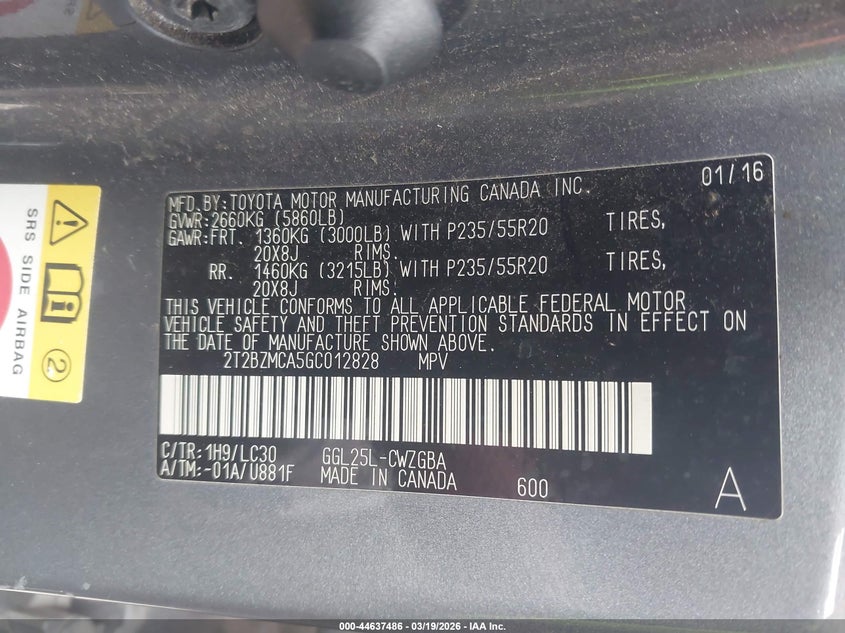 MFD.BY:TOYOTA MOTOR MANUFACTURING CANADA INC. 01/16
GVWR:2660KG (5860LB)
GAWR:FRT. 1360KG (3000LB) WITH P235/55R20 TIRES,
20X8J RIMS.
RR. 1460KG (3215LB) WITH P235/55R20 TIRES,
20X8J RIMS.
THIS VEHICLE CONFORMS TO ALL APPLICABLE FEDERAL MOTOR
VEHICLE SAFETY AND THEFT PREVENTION STANDARDS IN EFFECT ON
THE DATE OF MANUFACTURE SHOWN ABOVE.
2T2BZMCA5GC012828 MPV
C/TR:1H9/LC30 GGL25L-CWZGBA
A/TM:-01A/U881F MADE IN CANADA 600 A
SRS SIDE AIRBAG
2
000-44637486 - 03/19/2026 - IAA Inc.